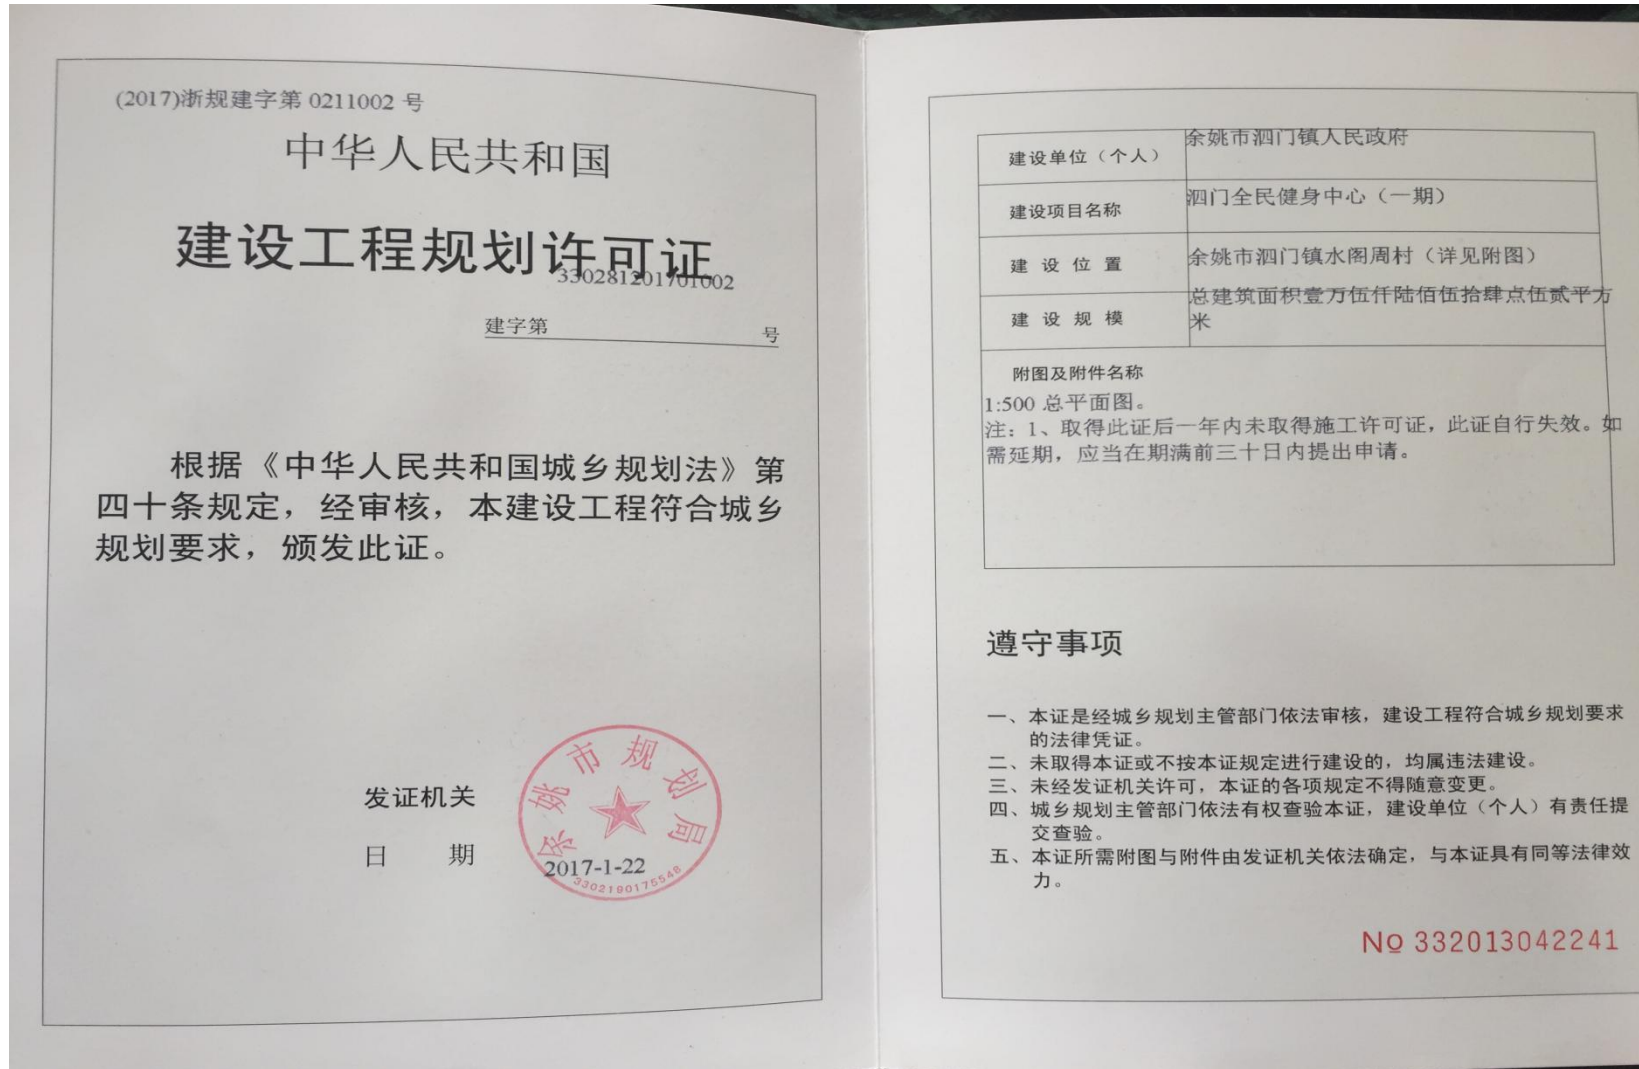 (2017)浙规建字第 0211002 号
中华人民共和国
建设工程规划许可证
330281201701002
建字第 号
根据《中华人民共和国城乡规划法》第
四十条规定，经审核，本建设工程符合城乡
规划要求，颁发此证。
发证机关
日 期
余姚市规划局
2017-1-22
3302190175548
建设单位（个人） 余姚市泗门镇人民政府
建设项目名称 泗门全民健身中心（一期）
建设位置 余姚市泗门镇水阁周村（详见附图）
建设规模 总建筑面积壹万伍仟陆佰伍拾肆点伍贰平方
米
附图及附件名称
1:500 总平面图。
注：1、取得此证后一年内未取得施工许可证，此证自行失效。如
需延期，应当在期满前三十日内提出申请。
遵守事项
一、本证是经城乡规划主管部门依法审核，建设工程符合城乡规划要求
的法律凭证。
二、未取得本证或不按本证规定进行建设的，均属违法建设。
三、未经发证机关许可，本证的各项规定不得随意变更。
四、城乡规划主管部门依法有权查验本证，建设单位（个人）有责任提
交查验。
五、本证所需附图与附件由发证机关依法确定，与本证具有同等法律效
力。
No 332013042241